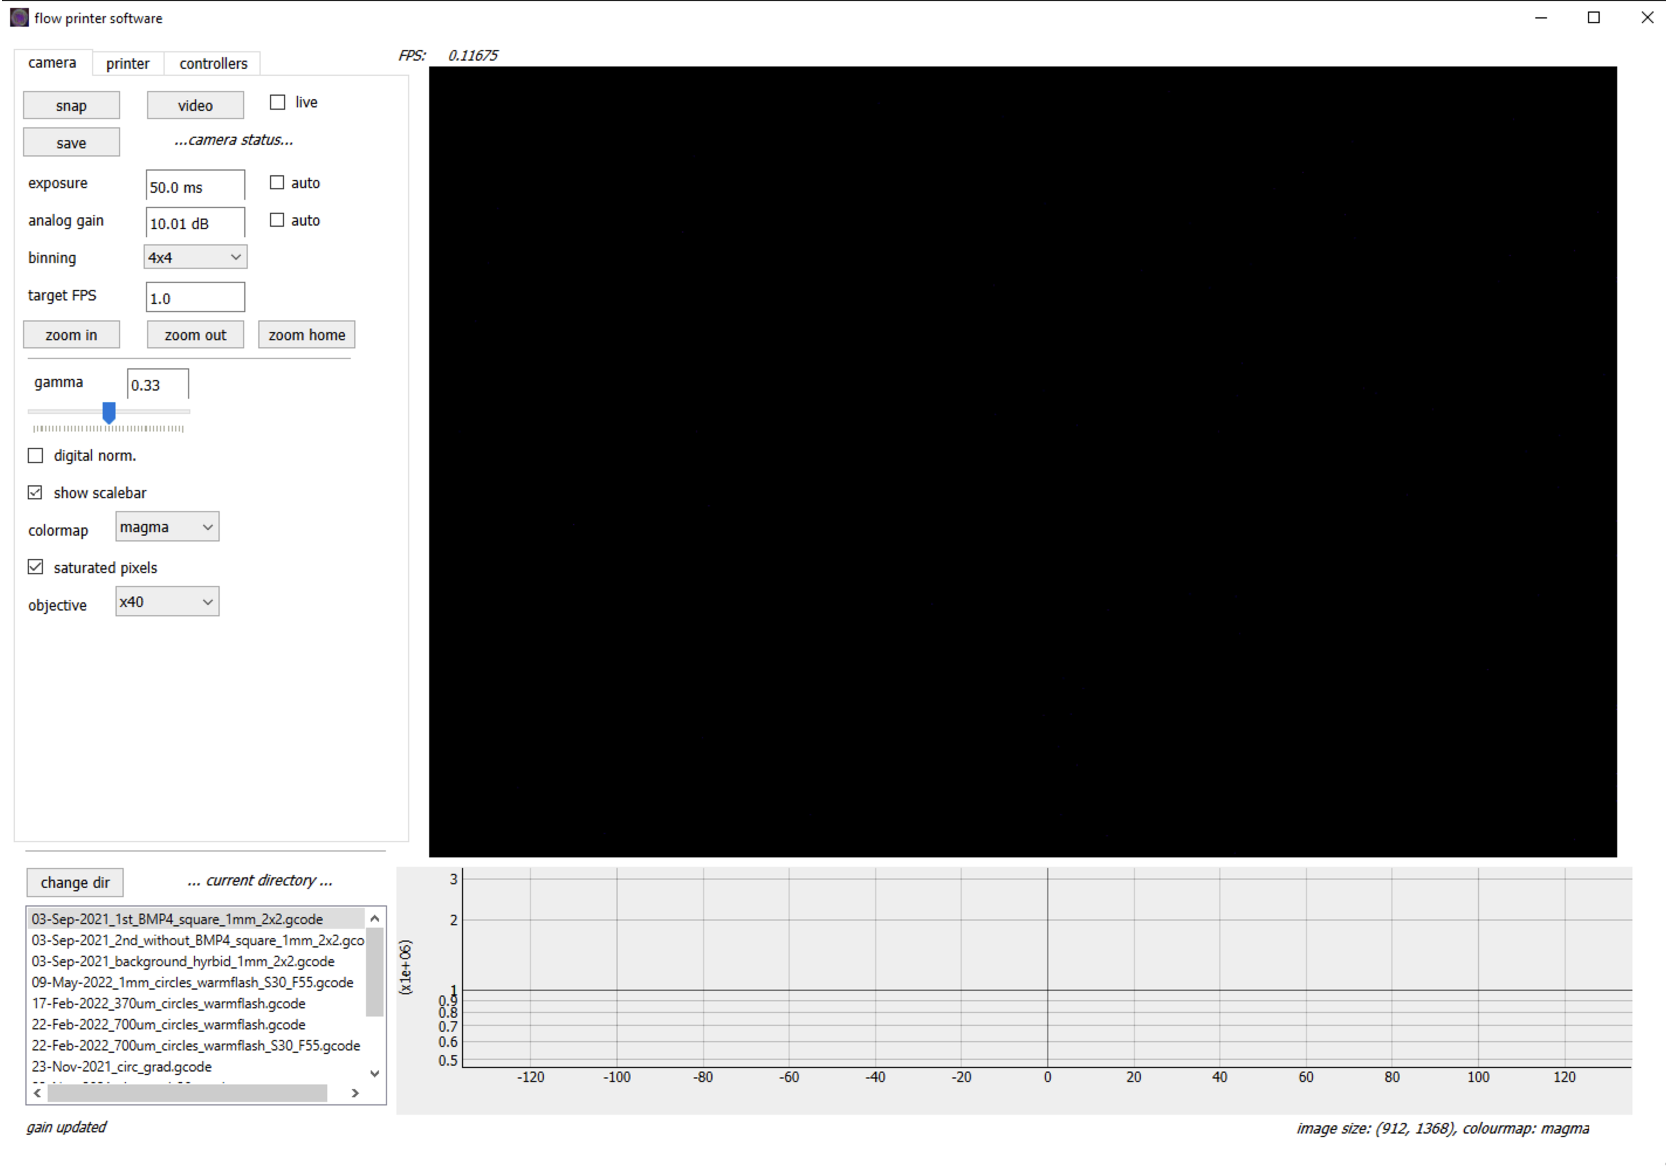 flow printer software
camera printer controllers
FPS: 0.11675
snap video live
save ...camera status...
exposure 50.0 ms auto
analog gain 10.01 dB auto
binning 4x4
target FPS 1.0
zoom in zoom out zoom home
gamma 0.33
digital norm.
show scalebar
colormap magma
saturated pixels
objective x40
change dir ... current directory ...
03-Sep-2021_1st_BMP4_square_1mm_2x2.gcode
03-Sep-2021_2nd_without_BMP4_square_1mm_2x2.gco
03-Sep-2021_background_hyrbid_1mm_2x2.gcode
09-May-2022_1mm_circles_warmflash_S30_F55.gcode
17-Feb-2022_370um_circles_warmflash.gcode
22-Feb-2022_700um_circles_warmflash.gcode
22-Feb-2022_700um_circles_warmflash_S30_F55.gcode
23-Nov-2021_circ_grad.gcode
gain updated
(x1e+06)
3
2
1
0.9
0.8
0.7
0.6
0.5
-120 -100 -80 -60 -40 -20 0 20 40 60 80 100 120
image size: (912, 1368), colourmap: magma